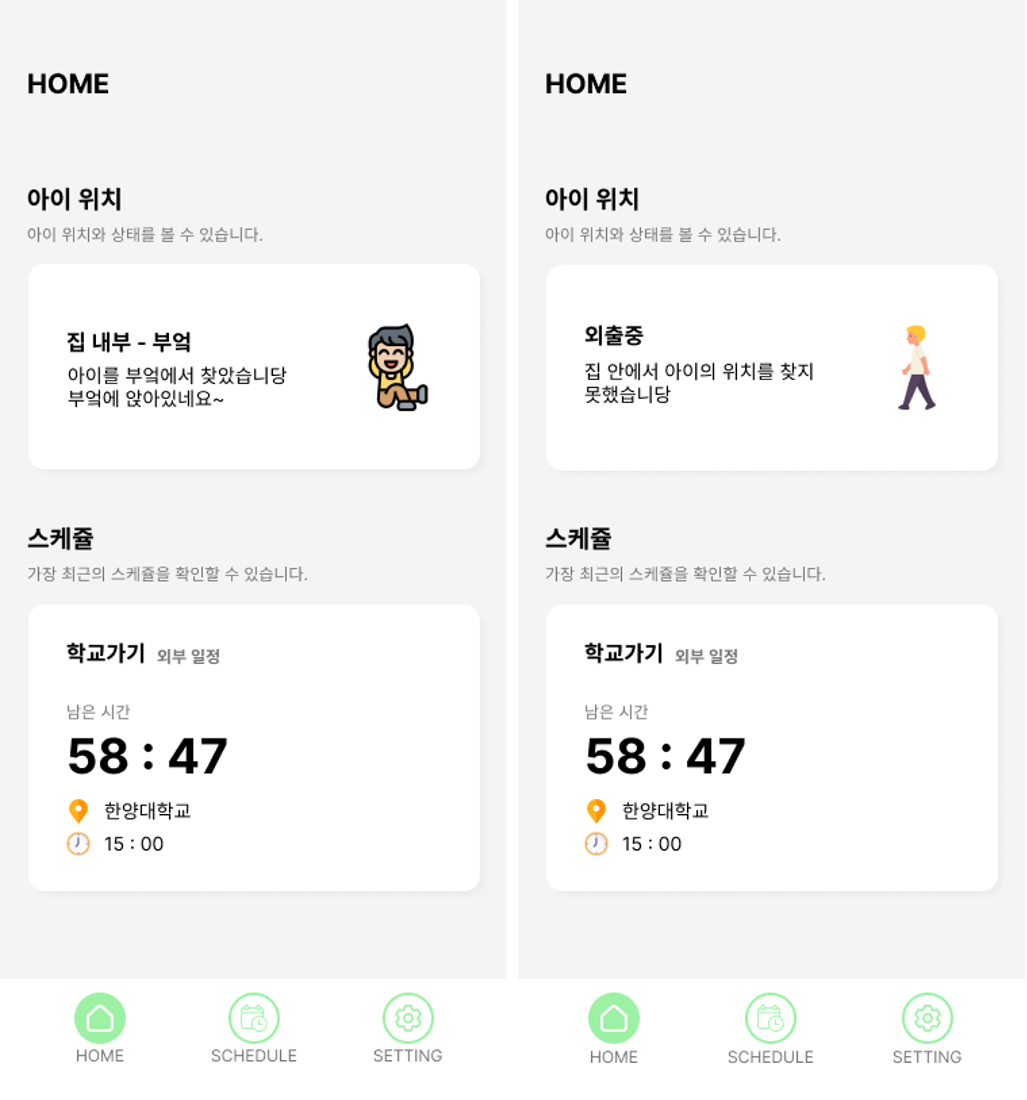 HOME
아이 위치
아이 위치와 상태를 볼 수 있습니다.
집 내부 - 부엌
아이를 부엌에서 찾았습니당
부엌에 앉아있네요~
스케쥴
가장 최근의 스케쥴을 확인할 수 있습니다.
학교가기 외부 일정
남은 시간
58 : 47
한양대학교
15 : 00
HOME SCHEDULE SETTING
HOME
아이 위치
아이 위치와 상태를 볼 수 있습니다.
외출중
집 안에서 아이의 위치를 찾지
못했습니당
스케쥴
가장 최근의 스케쥴을 확인할 수 있습니다.
학교가기 외부 일정
남은 시간
58 : 47
한양대학교
15 : 00
HOME SCHEDULE SETTING